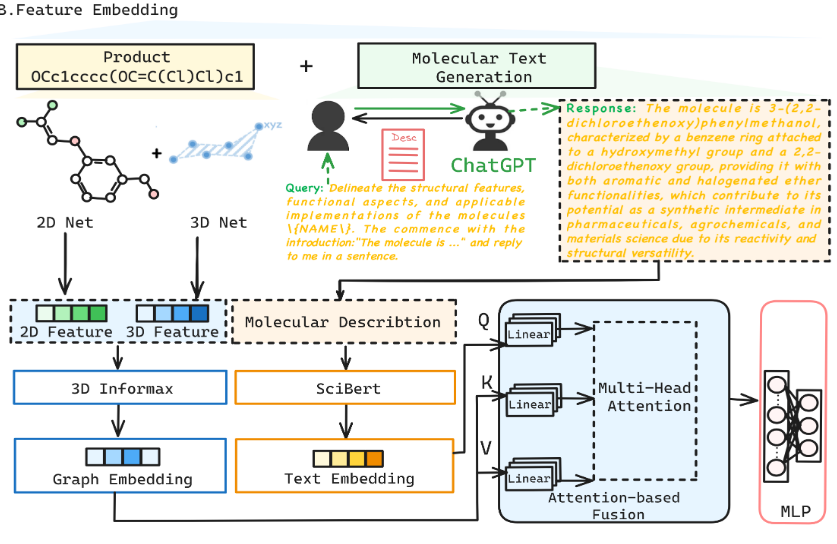 B.Feature Embedding
Product
OCc1cccc(OC=C(Cl)Cl)c1
+
Molecular Text
Generation
xyz
+
2D Net
3D Net
Desc
ChatGPT
Query: Delineate the structural features,
functional aspects, and applicable
implementations of the molecules
\{NAME\}. The commence with the
introduction:"The molecule is ..." and reply
to me in a sentence.
Response: The molecule is 3-(2,2-
dichloroethenoxy)phenylmethanol,
characterized by a benzene ring attached
to a hydroxymethyl group and a 2,2-
dichloroethenoxy group, providing it with
both aromatic and halogenated ether
functionalities, which contribute to its
potential as a synthetic intermediate in
pharmaceuticals, agrochemicals, and
materials science due to its reactivity and
structural versatility.
2D Feature
3D Feature
Molecular Describtion
3D Informax
SciBert
Graph Embedding
Text Embedding
Q
K
V
Linear
Linear
Linear
Multi-Head
Attention
Attention-based
Fusion
MLP